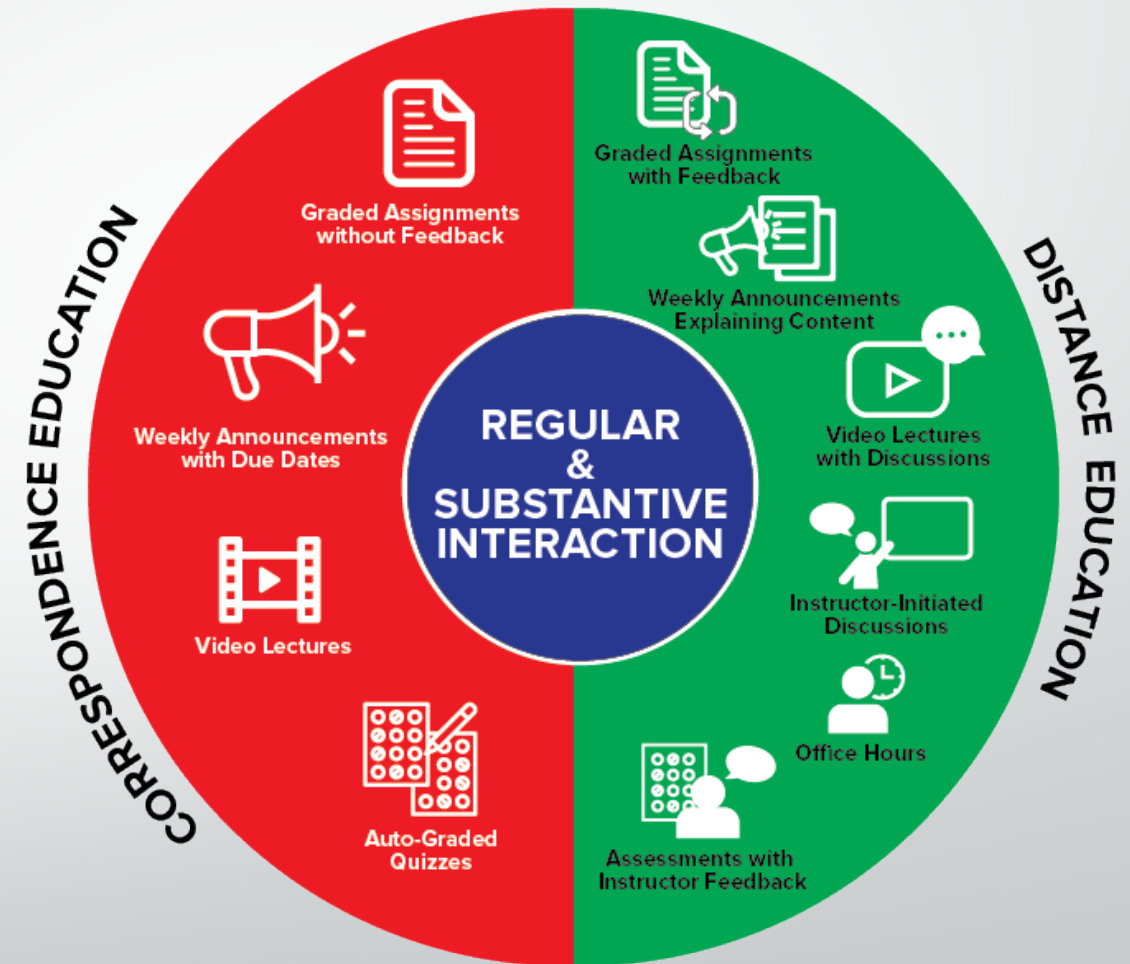 CORRESPONDENCE EDUCATION
Graded Assignments
without Feedback
Weekly Announcements
with Due Dates
Video Lectures
Auto-Graded
Quizzes
REGULAR
&
SUBSTANTIVE
INTERACTION
DISTANCE EDUCATION
Graded Assignments
with Feedback
Weekly Announcements
Explaining Content
Video Lectures
with Discussions
Instructor-Initiated
Discussions
Office Hours
Assessments with
Instructor Feedback